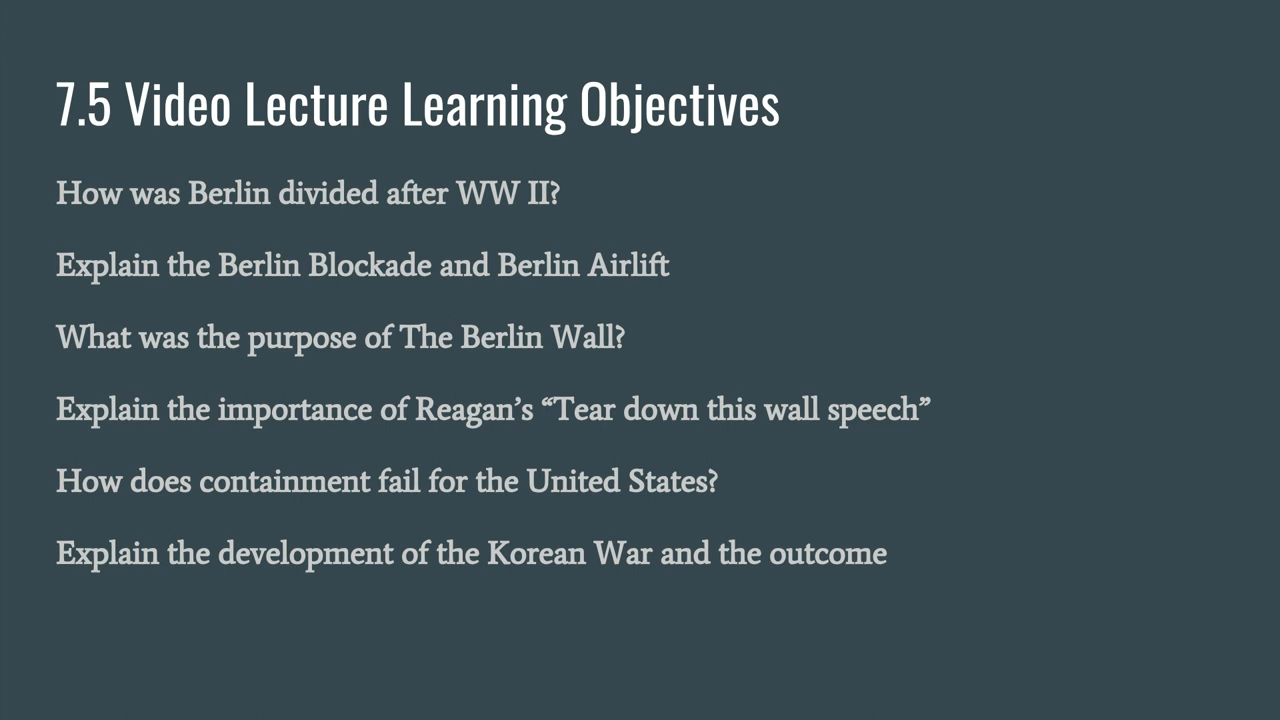 7.5 Video Lecture Learning Objectives
How was Berlin divided after WW II?
Explain the Berlin Blockade and Berlin Airlift
What was the purpose of The Berlin Wall?
Explain the importance of Reagan’s “Tear down this wall speech”
How does containment fail for the United States?
Explain the development of the Korean War and the outcome